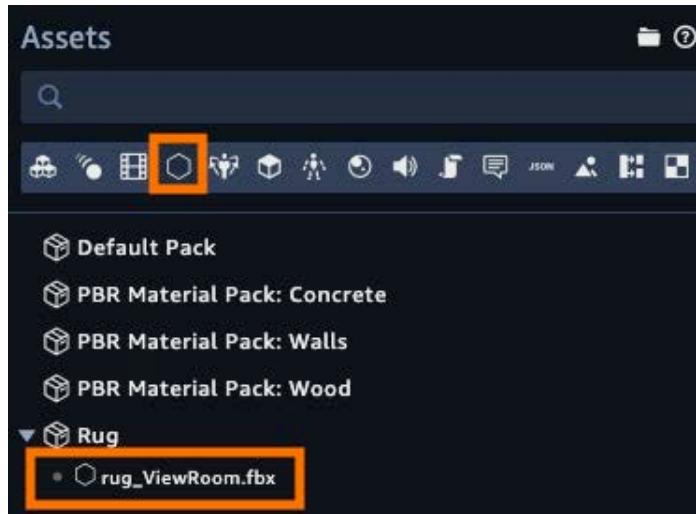 Assets
JSON
Default Pack
PBR Material Pack: Concrete
PBR Material Pack: Walls
PBR Material Pack: Wood
Rug
rug_ViewRoom.fbx